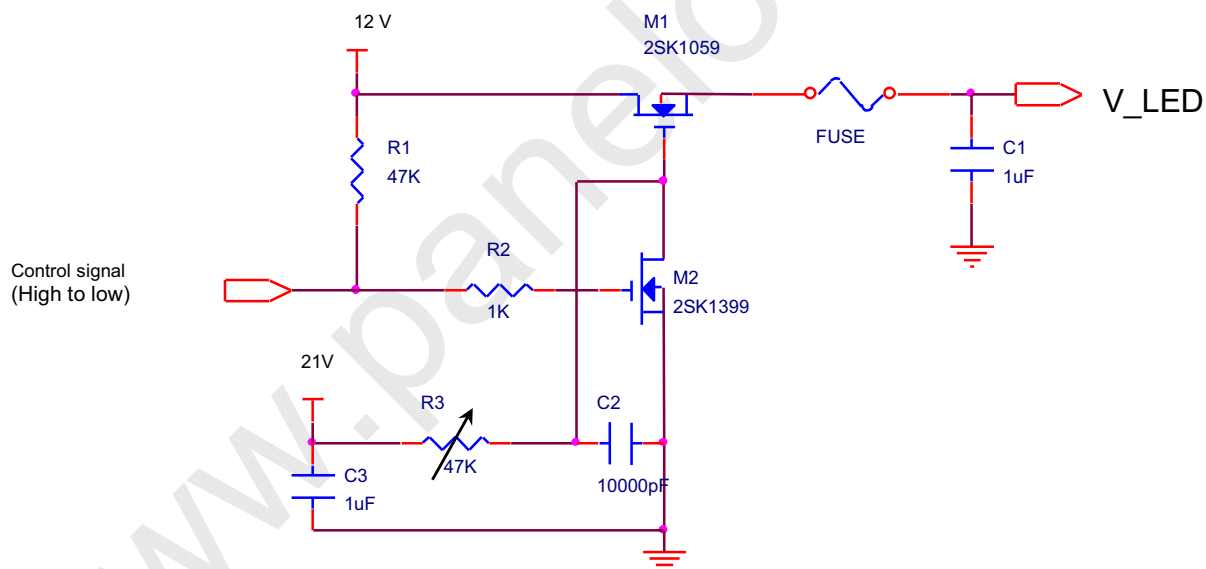 12 V
M1
2SK1059
V_LED
FUSE
R1
47K
C1
1uF
Control signal
(High to low)
R2
1K
M2
2SK1399
21V
R3
47K
C2
10000pF
C3
1uF
www.panelo